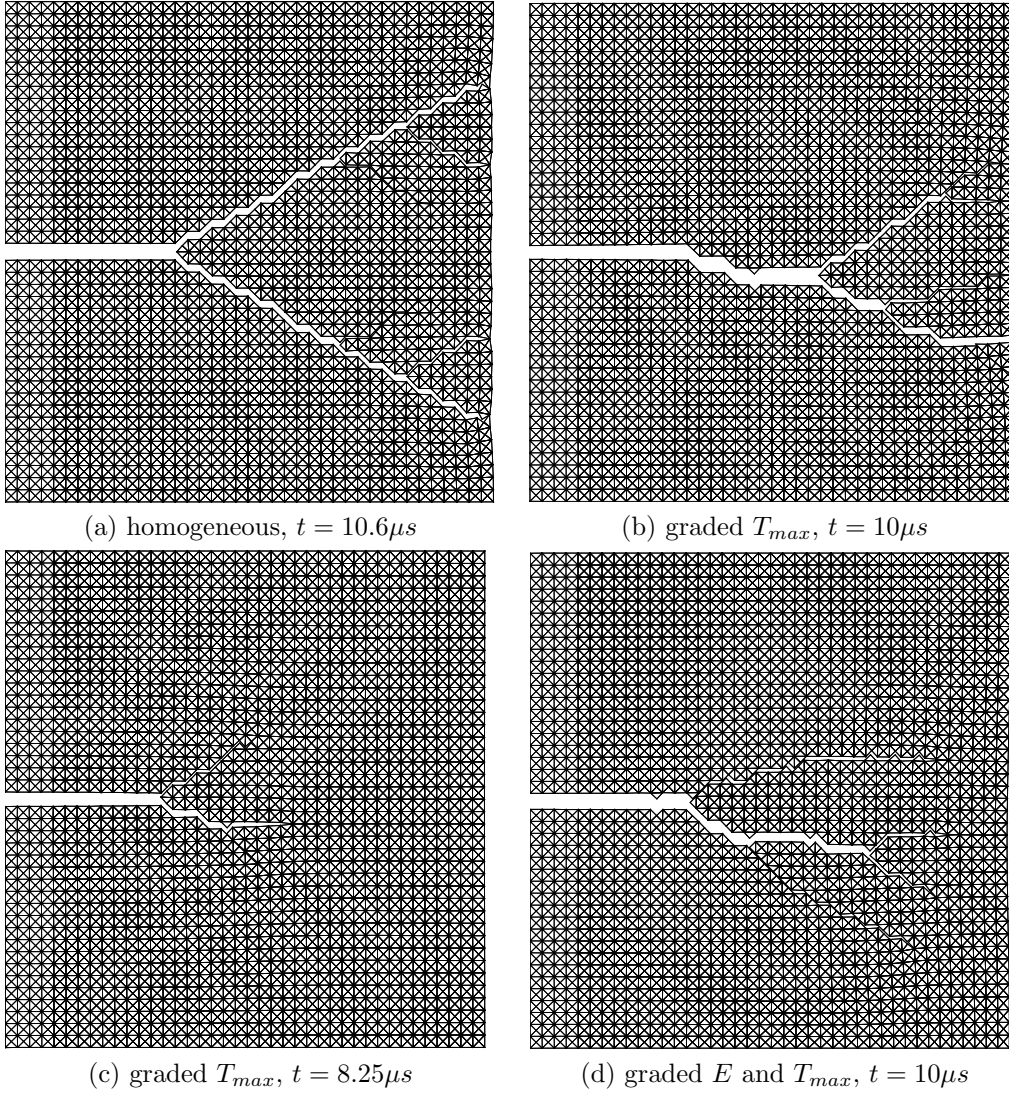 (a) homogeneous, t = 10.6μs
(b) graded T_max, t = 10μs
(c) graded T_max, t = 8.25μs
(d) graded E and T_max, t = 10μs